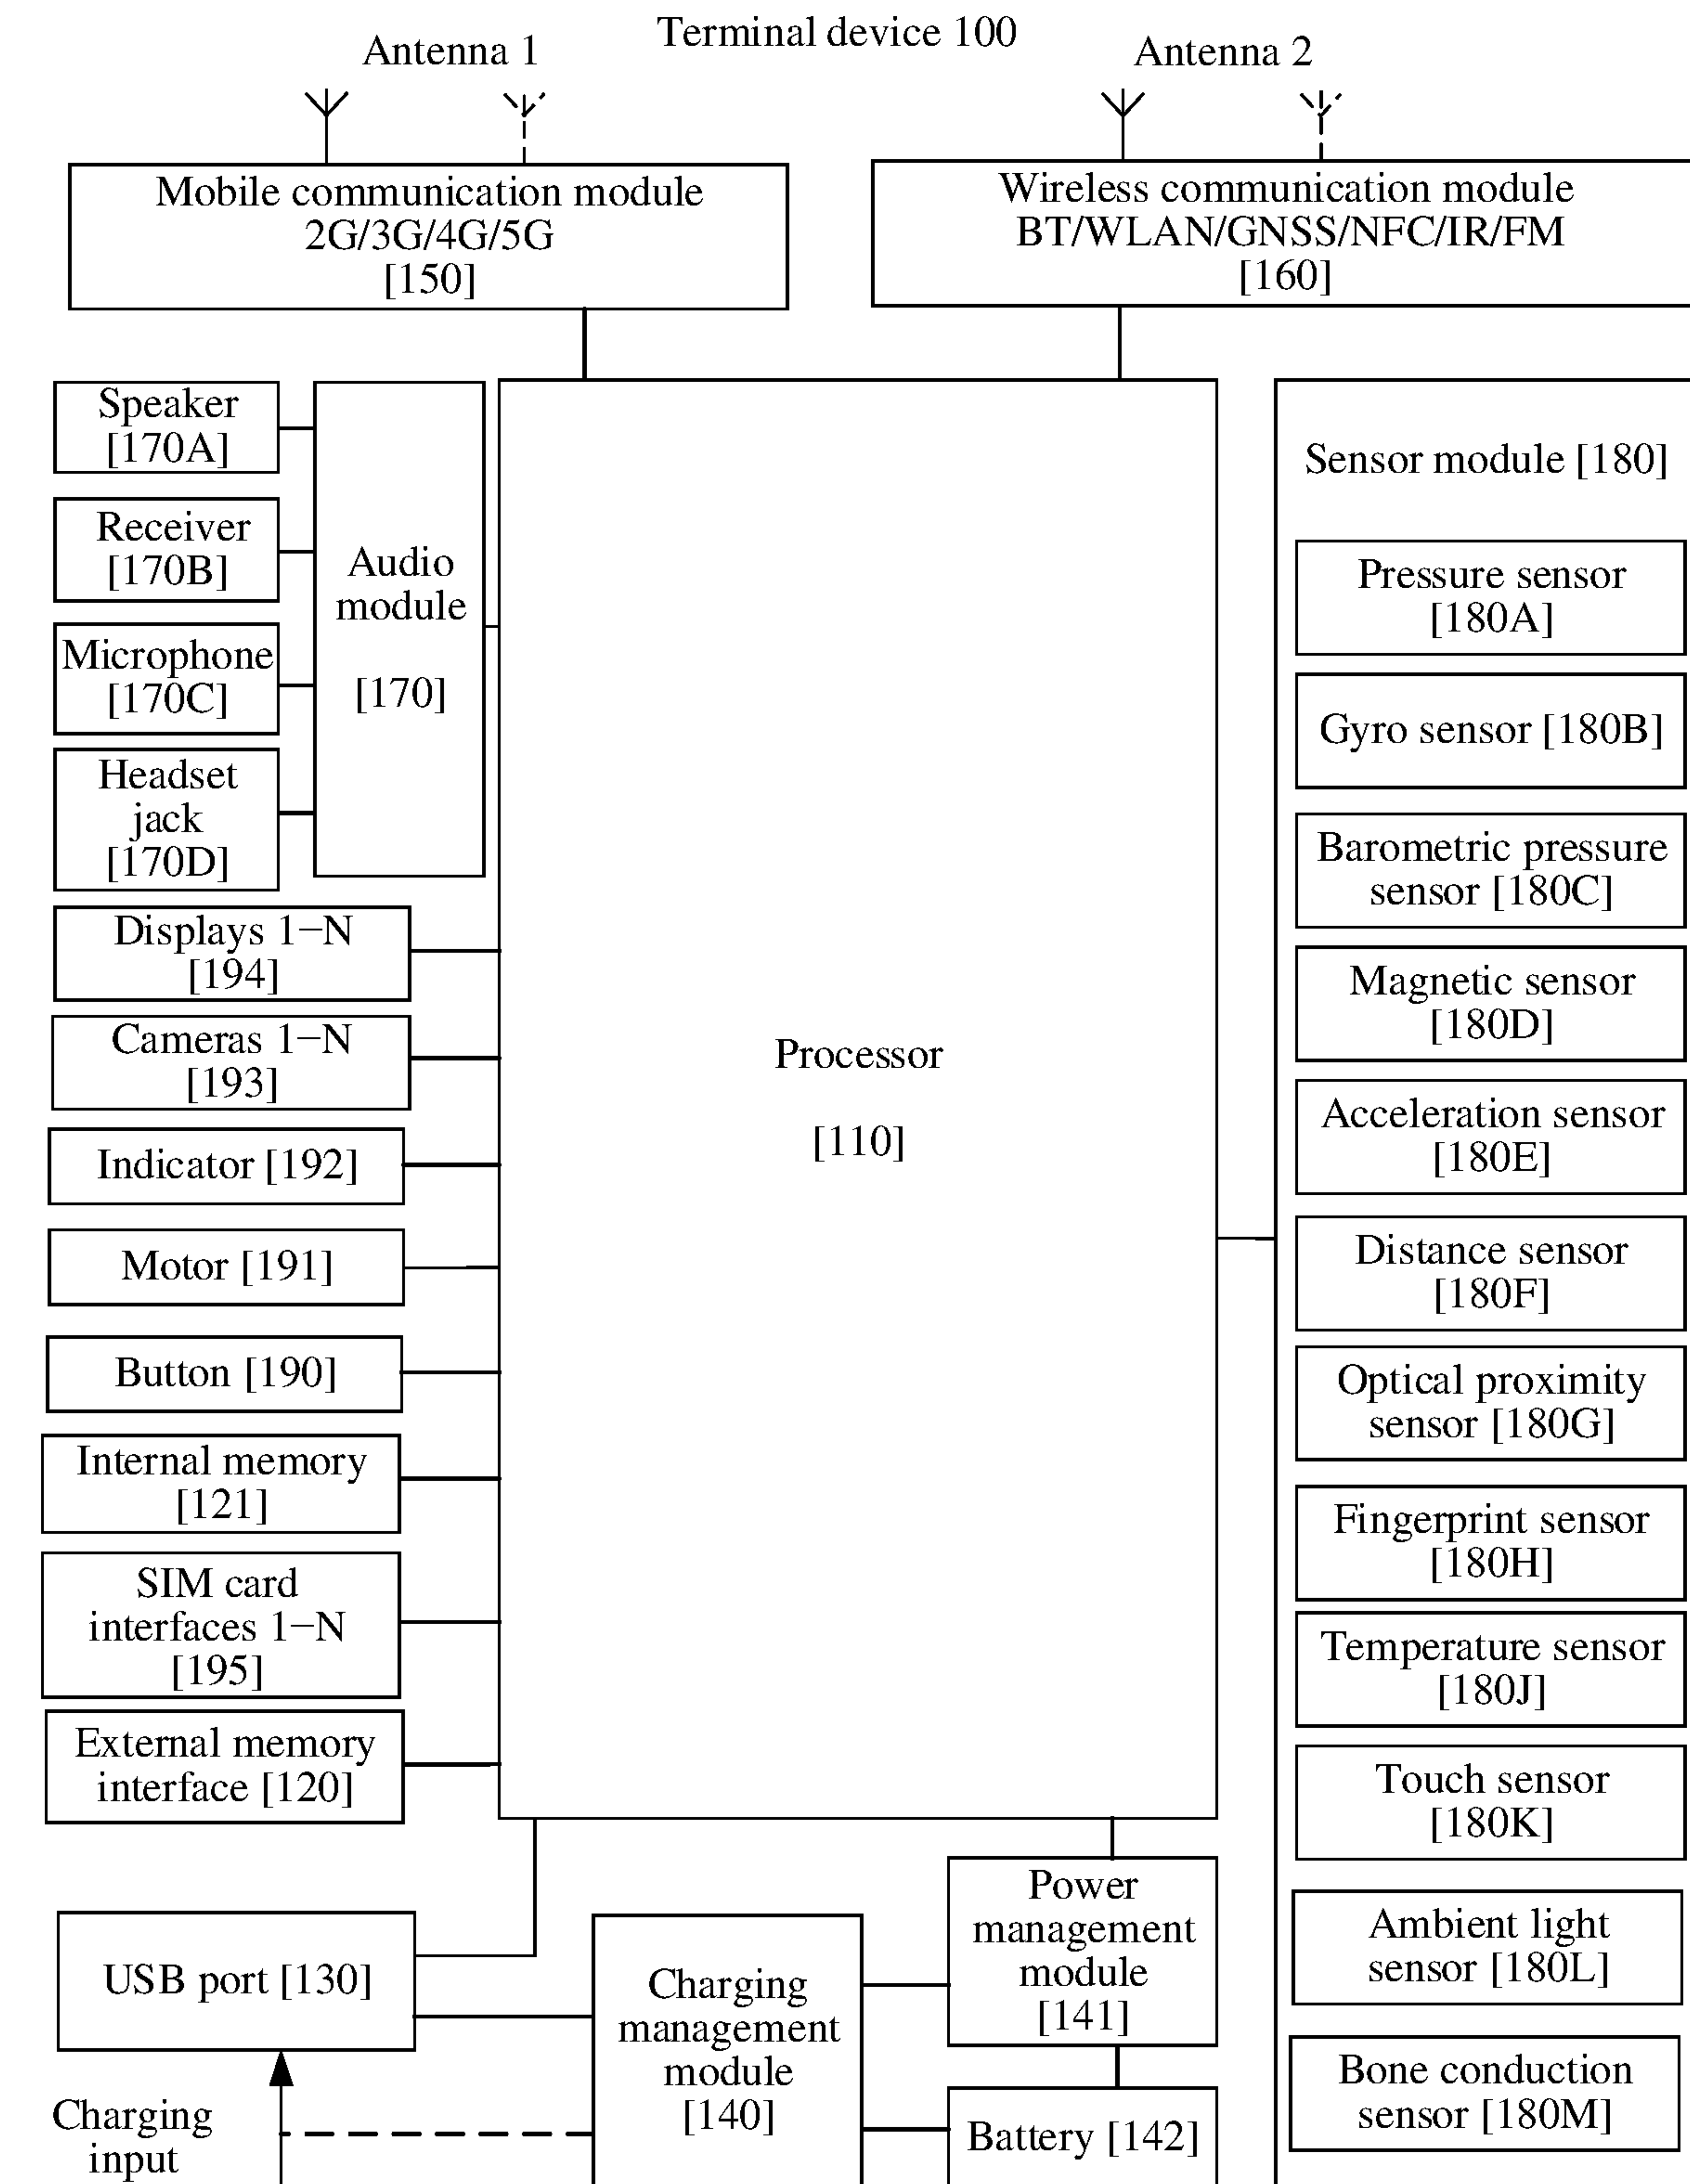 Terminal device 100
Antenna 1
Antenna 2
Mobile communication module
2G/3G/4G/5G
[150]
Wireless communication module
BT/WLAN/GNSS/NFC/IR/FM
[160]
Speaker
[170A]
Receiver
[170B]
Microphone
[170C]
Headset
jack
[170D]
Audio
module
[170]
Displays 1−N
[194]
Cameras 1−N
[193]
Indicator [192]
Motor [191]
Button [190]
Internal memory
[121]
SIM card
interfaces 1−N
[195]
External memory
interface [120]
Processor
[110]
Sensor module [180]
Pressure sensor
[180A]
Gyro sensor [180B]
Barometric pressure
sensor [180C]
Magnetic sensor
[180D]
Acceleration sensor
[180E]
Distance sensor
[180F]
Optical proximity
sensor [180G]
Fingerprint sensor
[180H]
Temperature sensor
[180J]
Touch sensor
[180K]
Ambient light
sensor [180L]
Bone conduction
sensor [180M]
USB port [130]
Charging
input
Charging
management
module
[140]
Power
management
module
[141]
Battery [142]